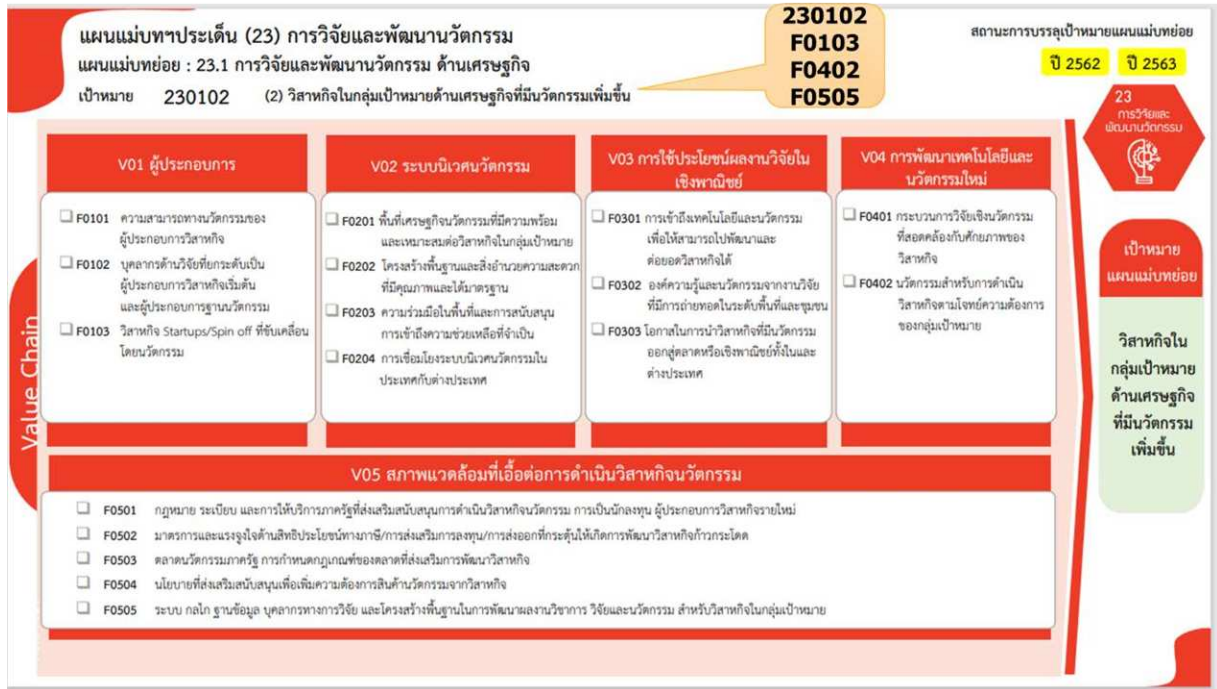 แผนแม่บทฯประเด็น (23) การวิจัยและพัฒนานวัตกรรม
แผนแม่บทย่อย : 23.1 การวิจัยและพัฒนานวัตกรรม ด้านเศรษฐกิจ
เป้าหมาย 230102 (2) วิสาหกิจในกลุ่มเป้าหมายด้านเศรษฐกิจที่มีนวัตกรรมเพิ่มขึ้น
230102
F0103
F0402
F0505
สถานะการบรรลุเป้าหมายแผนแม่บทย่อย
ปี 2562 ปี 2563
23
การวิจัยและ
พัฒนานวัตกรรม
Value Chain
V01 ผู้ประกอบการ
F0101 ความสามารถทางนวัตกรรมของ
ผู้ประกอบการวิสาหกิจ
F0102 บุคลากรด้านวิจัยที่ยกระดับเป็น
ผู้ประกอบการวิสาหกิจเริ่มต้น
และผู้ประกอบการฐานนวัตกรรม
F0103 วิสาหกิจ Startups/Spin off ที่ขับเคลื่อน
โดยนวัตกรรม
V02 ระบบนิเวศนวัตกรรม
F0201 พื้นที่เศรษฐกิจนวัตกรรมที่มีความพร้อม
และเหมาะสมต่อวิสาหกิจในกลุ่มเป้าหมาย
F0202 โครงสร้างพื้นฐานและสิ่งอำนวยความสะดวก
ที่มีคุณภาพและได้มาตรฐาน
F0203 ความร่วมมือในพื้นที่และการสนับสนุน
การเข้าถึงความช่วยเหลือที่จำเป็น
F0204 การเชื่อมโยงระบบนิเวศนวัตกรรมใน
ประเทศกับต่างประเทศ
V03 การใช้ประโยชน์ผลงานวิจัยใน
เชิงพาณิชย์
F0301 การเข้าถึงเทคโนโลยีและนวัตกรรม
เพื่อให้สามารถไปพัฒนาและ
ต่อยอดวิสาหกิจได้
F0302 องค์ความรู้และนวัตกรรมจากงานวิจัย
ที่มีการถ่ายทอดในระดับพื้นที่และชุมชน
F0303 โอกาสในการนำวิสาหกิจที่มีนวัตกรรม
ออกสู่ตลาดหรือเชิงพาณิชย์ทั้งในและ
ต่างประเทศ
V04 การพัฒนาเทคโนโลยีและ
นวัตกรรมใหม่
F0401 กระบวนการวิจัยเชิงนวัตกรรม
ที่สอดคล้องกับศักยภาพของ
วิสาหกิจ
F0402 นวัตกรรมสำหรับการดำเนิน
วิสาหกิจตามโจทย์ความต้องการ
ของกลุ่มเป้าหมาย
เป้าหมาย
แผนแม่บทย่อย
วิสาหกิจใน
กลุ่มเป้าหมาย
ด้านเศรษฐกิจ
ที่มีนวัตกรรม
เพิ่มขึ้น
V05 สภาพแวดล้อมที่เอื้อต่อการดำเนินวิสาหกิจนวัตกรรม
F0501 กฎหมาย ระเบียบ และการให้บริการภาครัฐที่ส่งเสริมสนับสนุนการดำเนินวิสาหกิจนวัตกรรม การเป็นนักลงทุน ผู้ประกอบการวิสาหกิจรายใหม่
F0502 มาตรการและแรงจูงใจด้านสิทธิประโยชน์ทางภาษี/การส่งเสริมการลงทุน/การส่งออกที่กระตุ้นให้เกิดการพัฒนาวิสาหกิจก้าวกระโดด
F0503 ตลาดนวัตกรรมภาครัฐ การกำหนดกฎเกณฑ์ของตลาดที่ส่งเสริมการพัฒนาวิสาหกิจ
F0504 นโยบายที่ส่งเสริมสนับสนุนเพื่อเพิ่มความต้องการสินค้านวัตกรรมจากวิสาหกิจ
F0505 ระบบ กลไก ฐานข้อมูล บุคลากรทางการวิจัย และโครงสร้างพื้นฐานในการพัฒนาผลงานวิชาการ วิจัยและนวัตกรรม สำหรับวิสาหกิจในกลุ่มเป้าหมาย